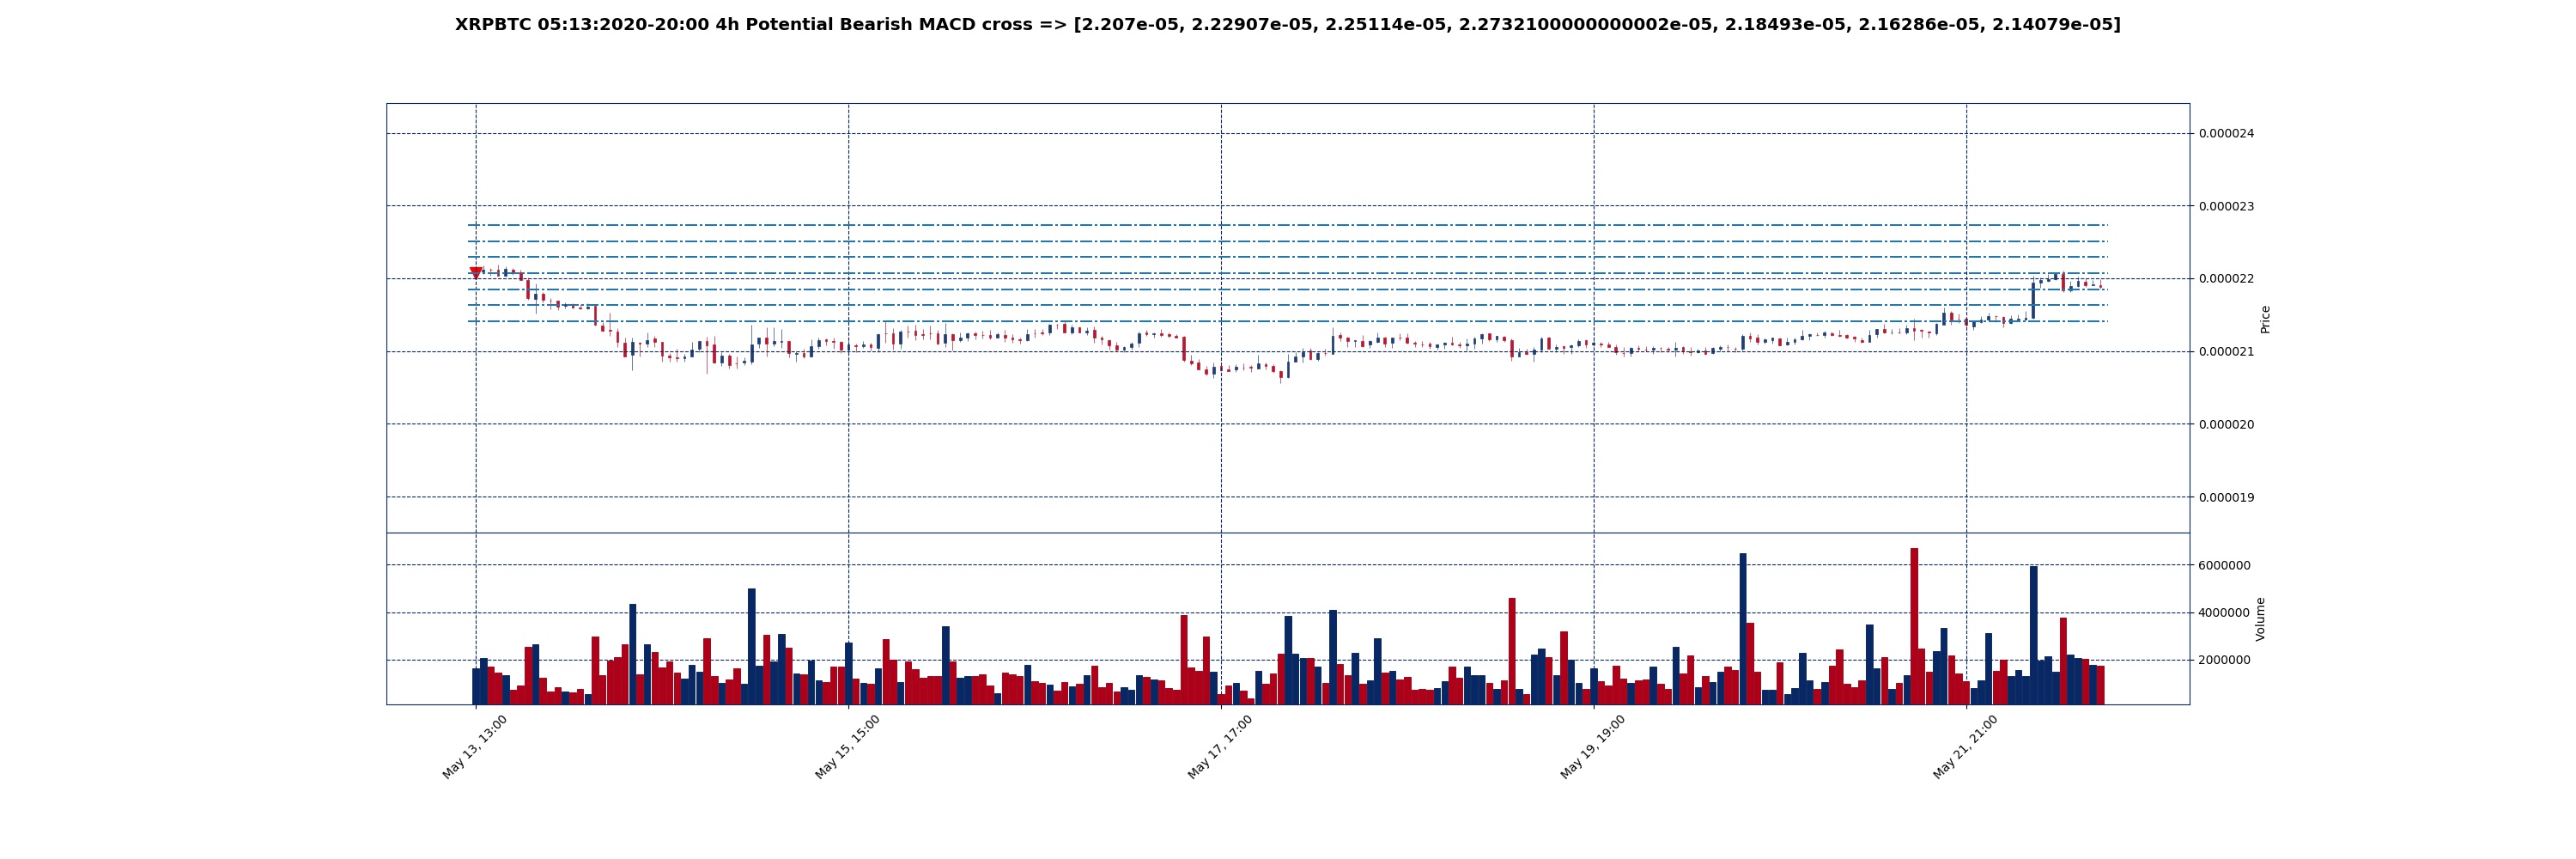 XRPBTC 05:13:2020-20:00 4h Potential Bearish MACD cross => [2.207e-05, 2.22907e-05, 2.25114e-05, 2.2732100000000002e-05, 2.18493e-05, 2.16286e-05, 2.14079e-05]
0.000024
0.000023
0.000022
0.000021
0.000020
0.000019
Price
6000000
4000000
2000000
Volume
May 13, 13:00
May 15, 15:00
May 17, 17:00
May 19, 19:00
May 21, 21:00